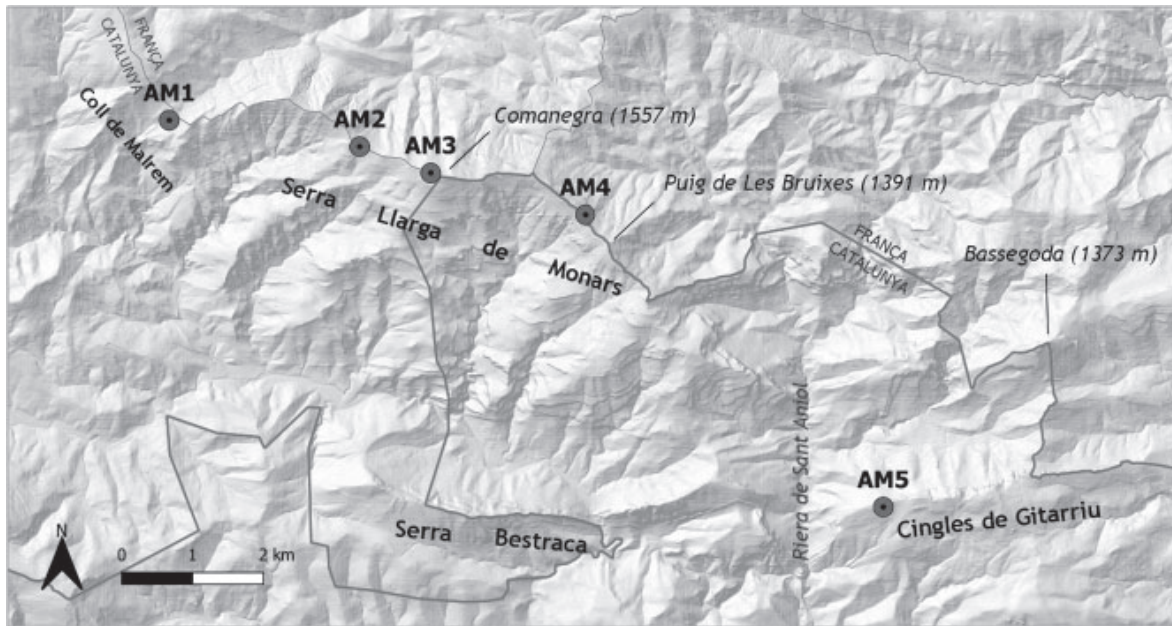 FRANÇA
CATALUNYA
AM1
Coll de Malrem
AM2
AM3
Comanegra (1557 m)
Serra Llarga de Monars
AM4
Puig de Les Bruixes (1391 m)
FRANÇA
CATALUNYA
Bassegoda (1373 m)
Riera de Sant Aniol
AM5
Cingles de Gitarriu
Serra Bestraca
N
0 1 2 km